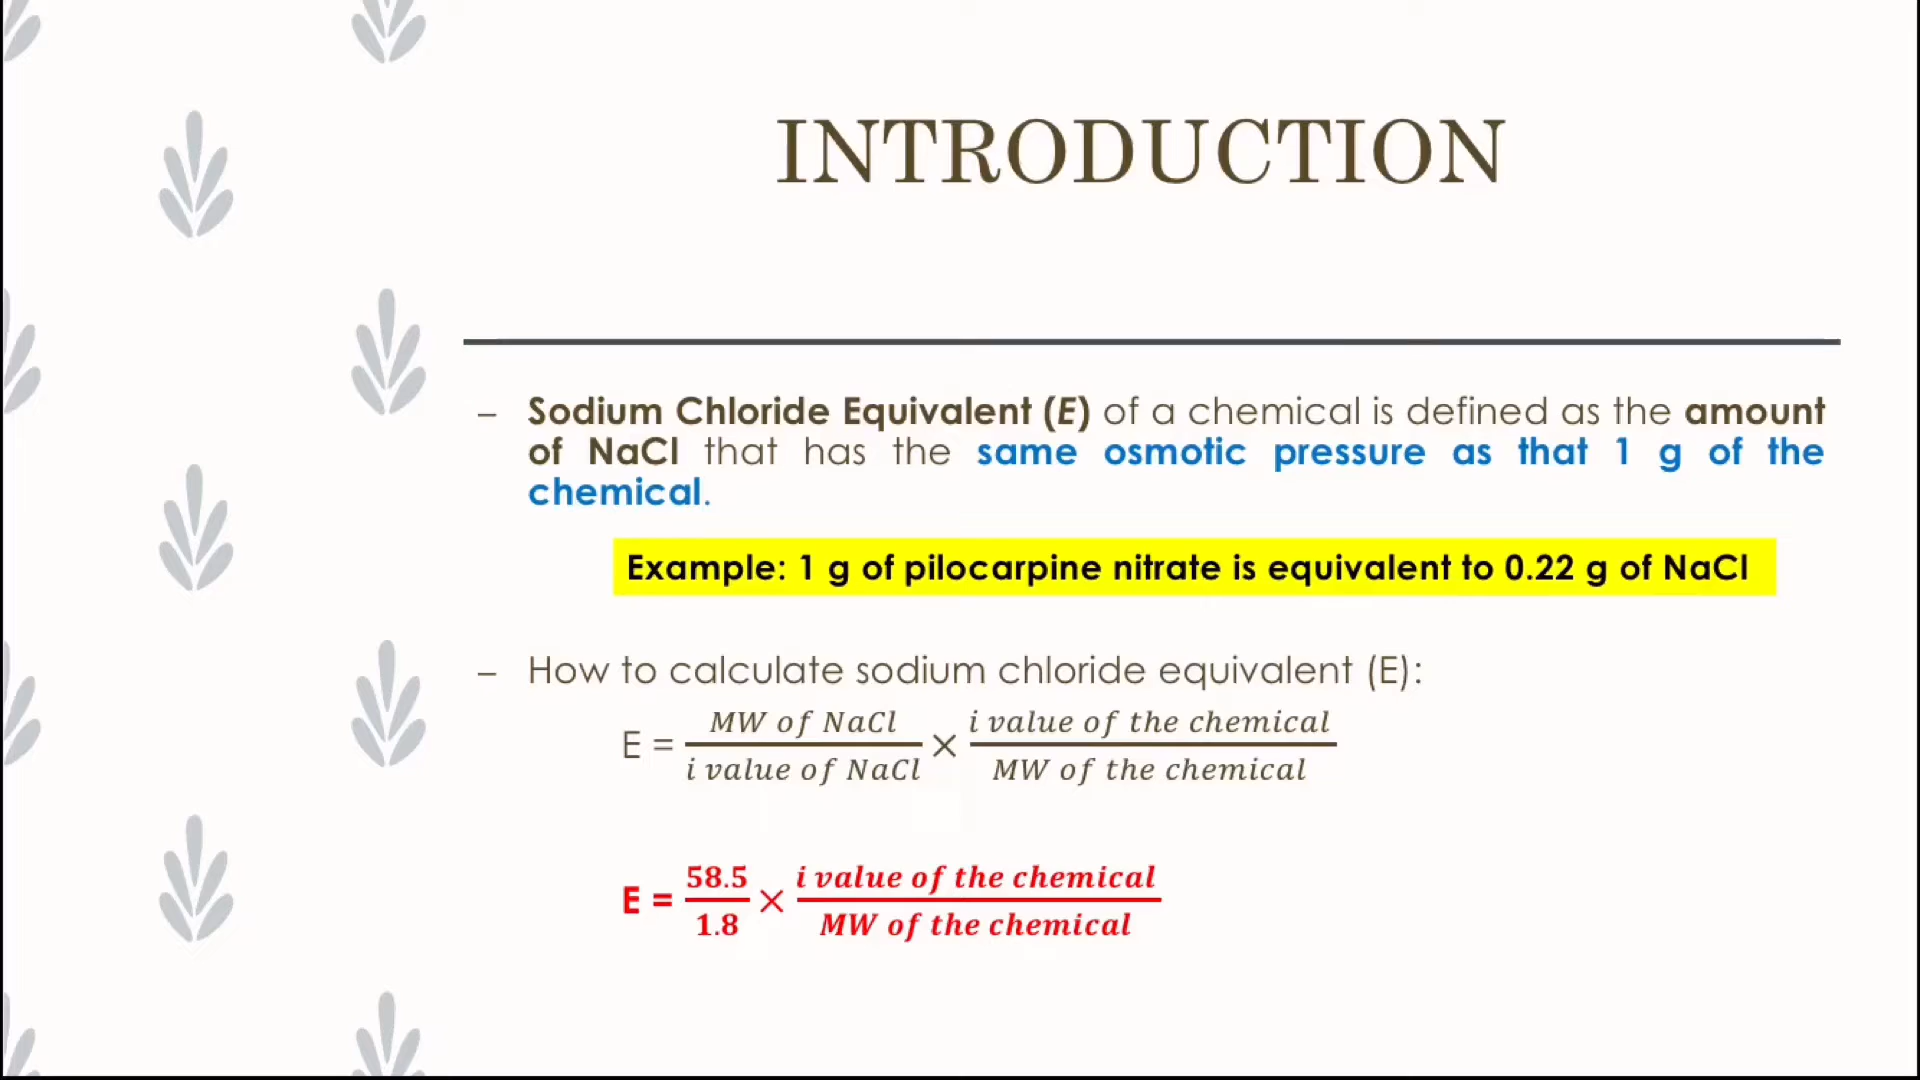 INTRODUCTION
– Sodium Chloride Equivalent (E) of a chemical is defined as the amount
of NaCl that has the same osmotic pressure as that 1 g of the
chemical.
Example: 1 g of pilocarpine nitrate is equivalent to 0.22 g of NaCl
– How to calculate sodium chloride equivalent (E):
E = MW of NaCl / i value of NaCl × i value of the chemical / MW of the chemical
E = 58.5 / 1.8 × i value of the chemical / MW of the chemical